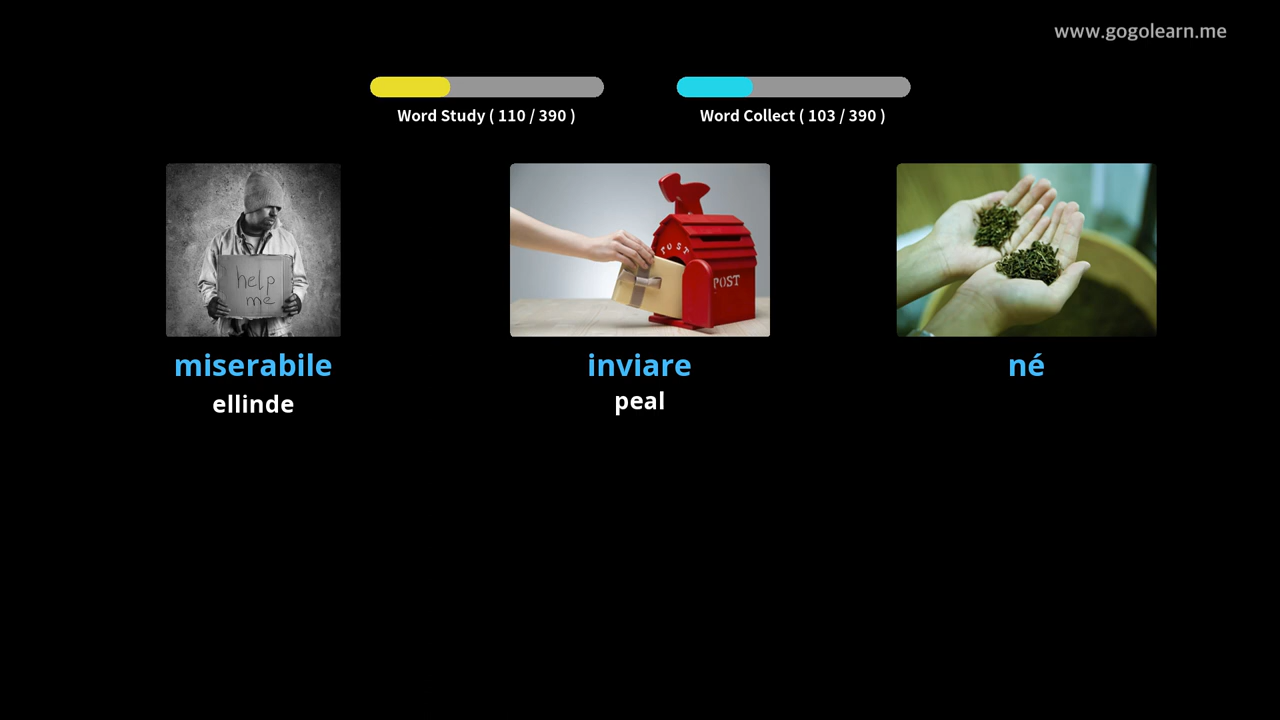 www.gogolearn.me
Word Study ( 110 / 390 )
Word Collect ( 103 / 390 )
help
me
POST
POST
miserabile
inviare
né
ellinde
peal